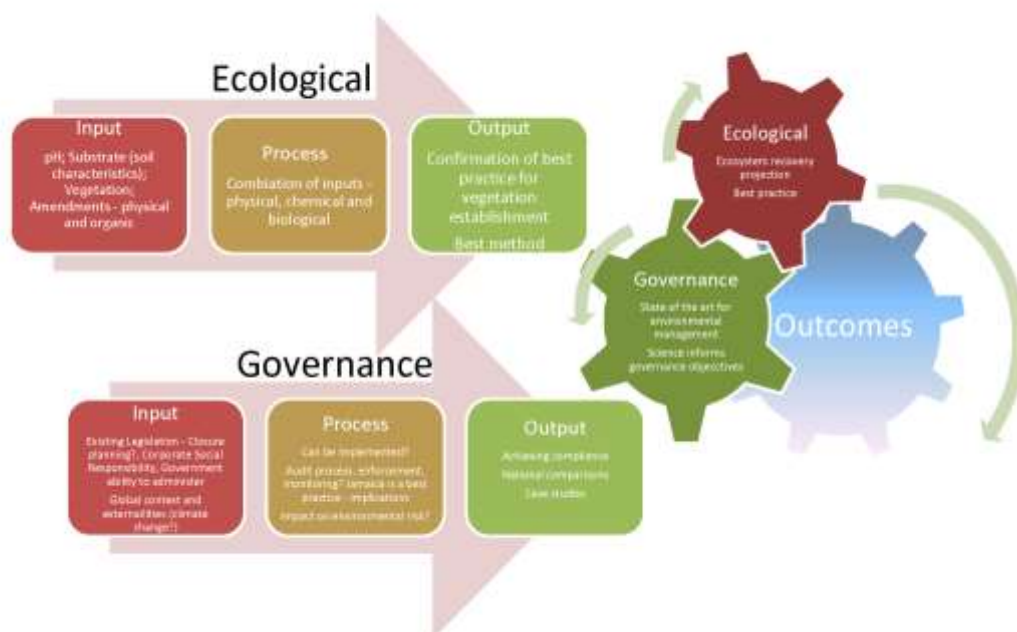 Ecological
Input
pH; Substrate (soil
characteristics);
Vegetation;
Amendments - physical
and organic
Process
Combiation of inputs -
physical, chemical and
biological
Output
Confirmation of best
practice for
vegetation
establishment
Best method
Governance
Input
Existing Legislation - Closure
planning?, Corporate Social
Responsibility, Government
ability to administer
Global context and
externailities (climate
change?)
Process
Can be implemented?
Audit process, enforcement,
monitoring? Jamaica is a best
practice - implication
Impact on environmental risk?
Output
Achieving compliance
National comparisons
Case studies
Ecological
Ecosystem recovery
projection
Best practice
Governance
State of the art for
environmental
management
Science informs
governance objoectives
Outcomes